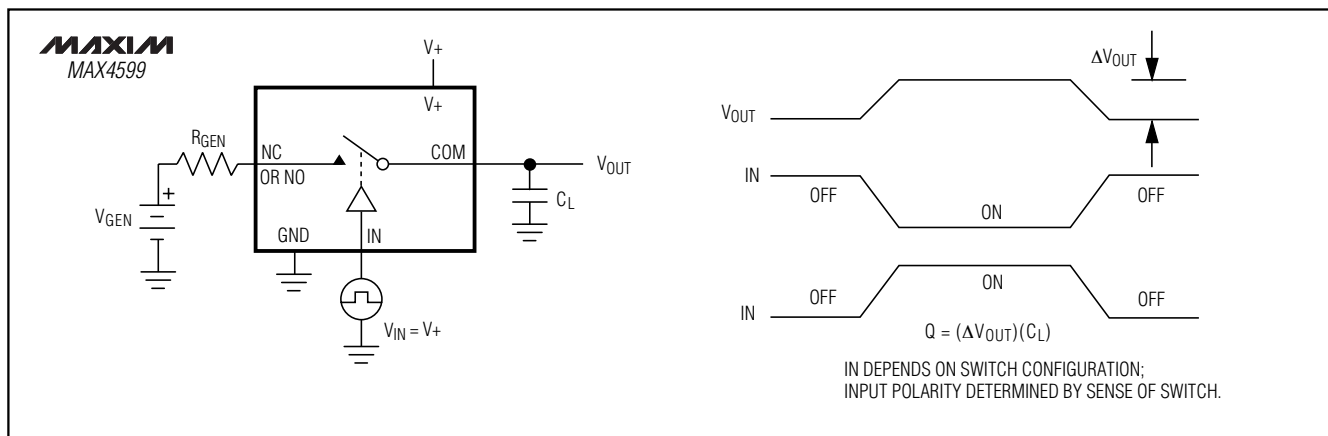 MAXIM
MAX4599
V+
V+
RGEN
NC
OR NO
COM
VOUT
CL
VGEN
+
GND
IN
VIN = V+
ΔVOUT
VOUT
IN
OFF
ON
OFF
IN
OFF
ON
OFF
Q = (ΔVOUT)(CL)
IN DEPENDS ON SWITCH CONFIGURATION;
INPUT POLARITY DETERMINED BY SENSE OF SWITCH.